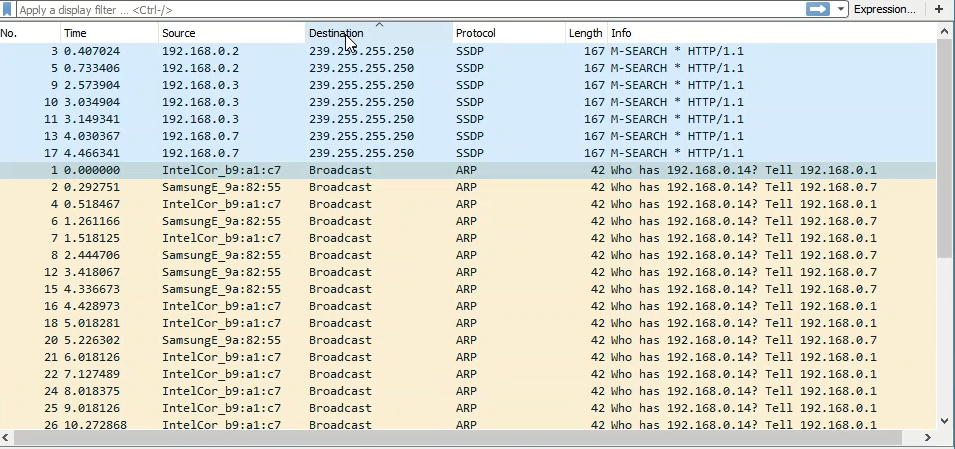 Apply a display filter ... <Ctrl-/> Expression... +
No. Time Source Destination Protocol Length Info
3 0.407024 192.168.0.2 239.255.255.250 SSDP 167 M-SEARCH * HTTP/1.1
5 0.733406 192.168.0.2 239.255.255.250 SSDP 167 M-SEARCH * HTTP/1.1
9 2.573904 192.168.0.3 239.255.255.250 SSDP 167 M-SEARCH * HTTP/1.1
10 3.034904 192.168.0.3 239.255.255.250 SSDP 167 M-SEARCH * HTTP/1.1
11 3.149341 192.168.0.3 239.255.255.250 SSDP 167 M-SEARCH * HTTP/1.1
13 4.030367 192.168.0.7 239.255.255.250 SSDP 167 M-SEARCH * HTTP/1.1
17 4.466341 192.168.0.7 239.255.255.250 SSDP 167 M-SEARCH * HTTP/1.1
1 0.000000 IntelCor_b9:a1:c7 Broadcast ARP 42 Who has 192.168.0.14? Tell 192.168.0.1
2 0.292751 SamsungE_9a:82:55 Broadcast ARP 42 Who has 192.168.0.14? Tell 192.168.0.7
4 0.518467 IntelCor_b9:a1:c7 Broadcast ARP 42 Who has 192.168.0.14? Tell 192.168.0.1
6 1.261166 SamsungE_9a:82:55 Broadcast ARP 42 Who has 192.168.0.14? Tell 192.168.0.7
7 1.518125 IntelCor_b9:a1:c7 Broadcast ARP 42 Who has 192.168.0.14? Tell 192.168.0.1
8 2.444706 SamsungE_9a:82:55 Broadcast ARP 42 Who has 192.168.0.14? Tell 192.168.0.7
12 3.418067 SamsungE_9a:82:55 Broadcast ARP 42 Who has 192.168.0.14? Tell 192.168.0.7
15 4.336673 SamsungE_9a:82:55 Broadcast ARP 42 Who has 192.168.0.14? Tell 192.168.0.7
16 4.428973 IntelCor_b9:a1:c7 Broadcast ARP 42 Who has 192.168.0.14? Tell 192.168.0.1
18 5.018281 IntelCor_b9:a1:c7 Broadcast ARP 42 Who has 192.168.0.14? Tell 192.168.0.1
20 5.226302 SamsungE_9a:82:55 Broadcast ARP 42 Who has 192.168.0.14? Tell 192.168.0.7
21 6.018126 IntelCor_b9:a1:c7 Broadcast ARP 42 Who has 192.168.0.14? Tell 192.168.0.1
22 7.127489 IntelCor_b9:a1:c7 Broadcast ARP 42 Who has 192.168.0.14? Tell 192.168.0.1
24 8.018375 IntelCor_b9:a1:c7 Broadcast ARP 42 Who has 192.168.0.14? Tell 192.168.0.1
25 9.018126 IntelCor_b9:a1:c7 Broadcast ARP 42 Who has 192.168.0.14? Tell 192.168.0.1
26 10.272868 IntelCor_b9:a1:c7 Broadcast ARP 42 Who has 192.168.0.14? Tell 192.168.0.1